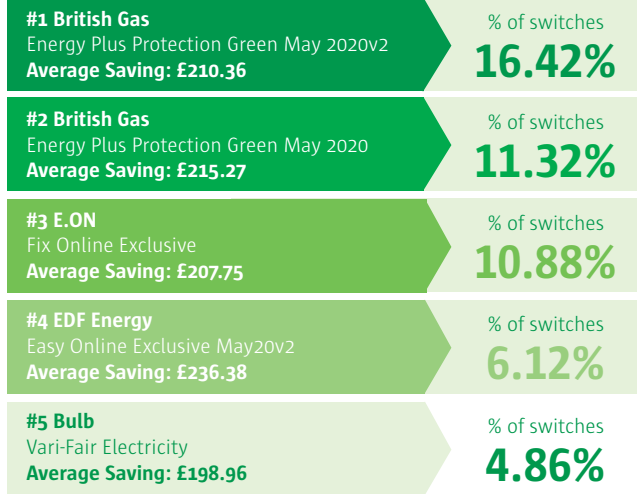 #1 British Gas
Energy Plus Protection Green May 2020v2
Average Saving: £210.36
% of switches
16.42%
#2 British Gas
Energy Plus Protection Green May 2020
Average Saving: £215.27
% of switches
11.32%
#3 E.ON
Fix Online Exclusive
Average Saving: £207.75
% of switches
10.88%
#4 EDF Energy
Easy Online Exclusive May20v2
Average Saving: £236.38
% of switches
6.12%
#5 Bulb
Vari-Fair Electricity
Average Saving: £198.96
% of switches
4.86%